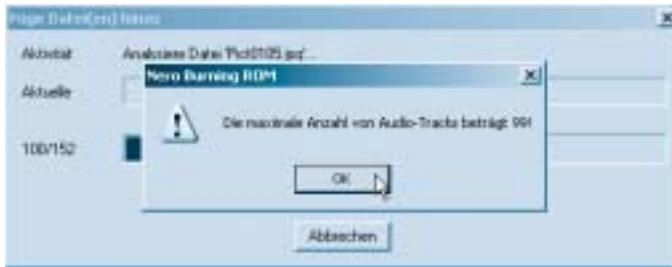 Füge Datei(en) hinzu
Aktivität Analysiere Datei 'Pict0105.jpg'...
Nero Burning ROM
Aktuelle
Die maximale Anzahl von Audio-Tracks beträgt 99!
100/152
OK
Abbrechen